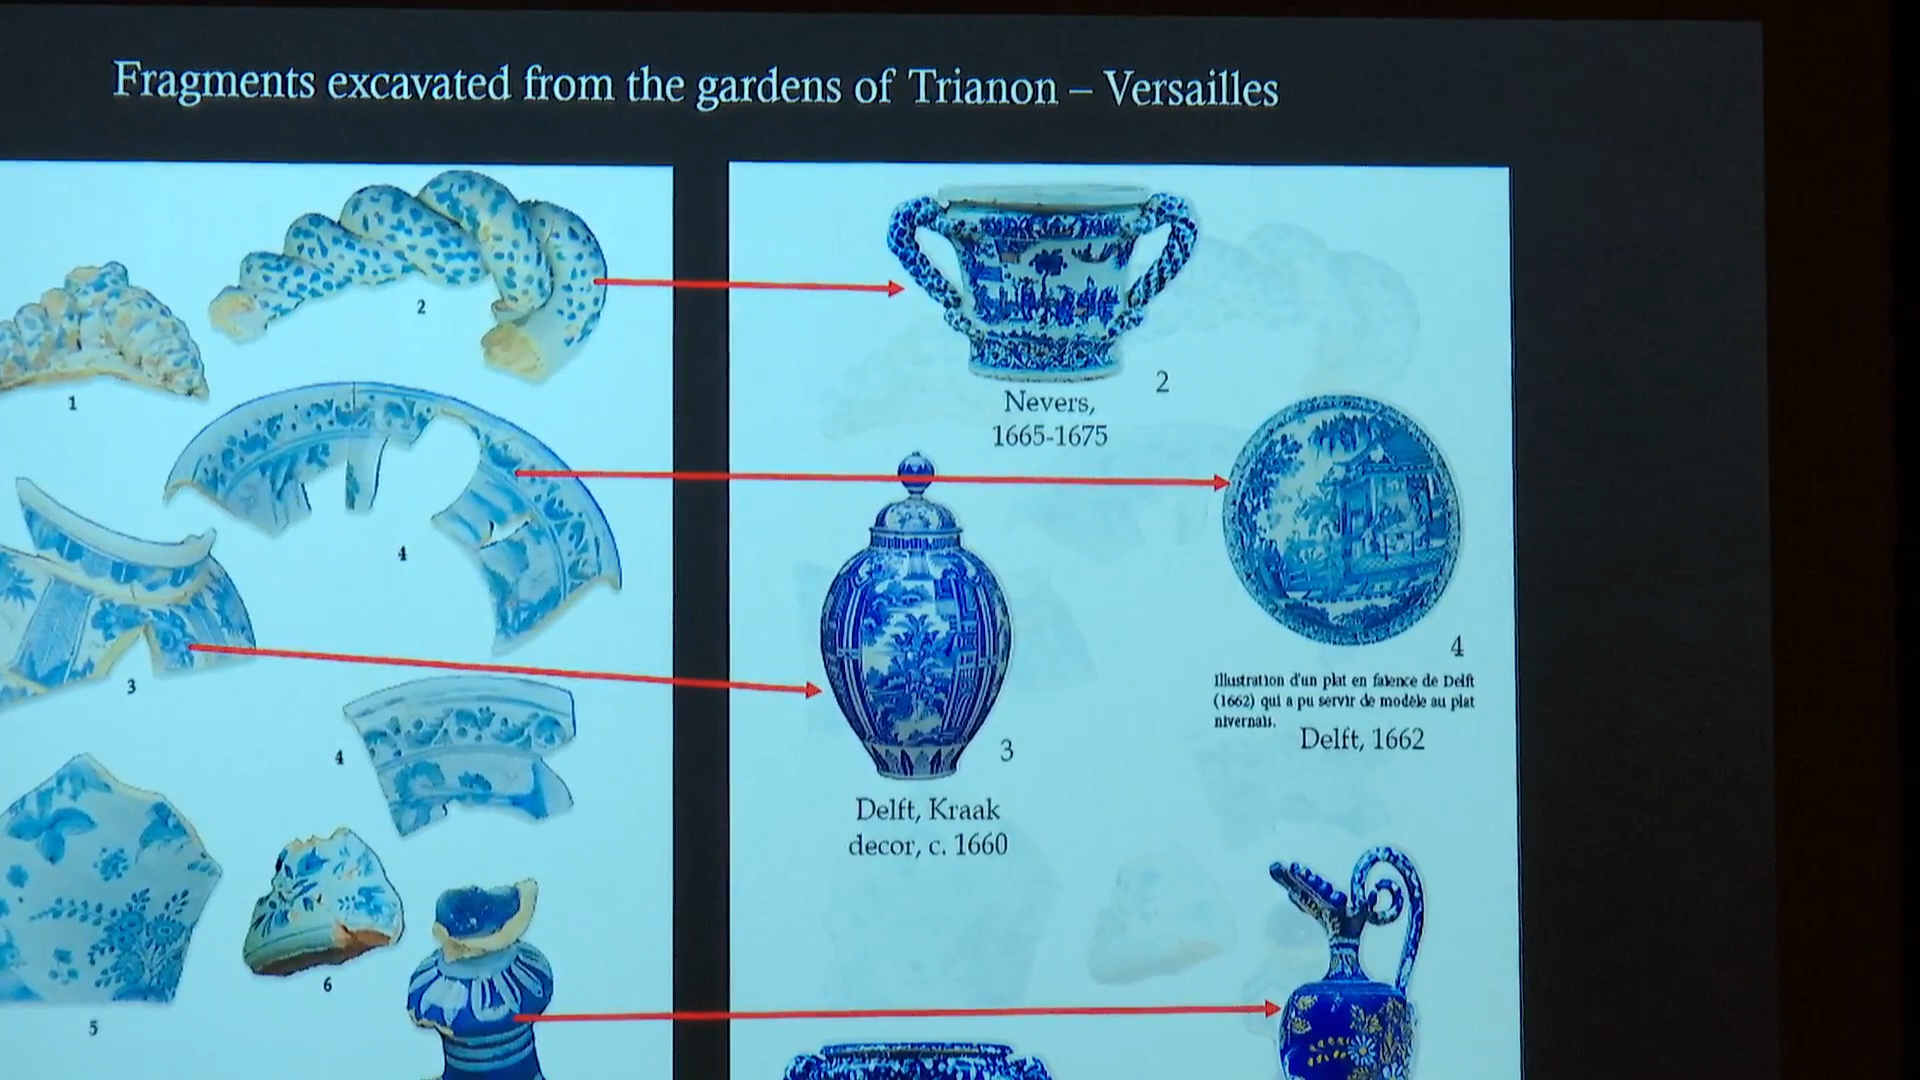 Fragments excavated from the gardens of Trianon – Versailles
1
2
3
4
4
5
6
2
Nevers,
1665-1675
4
Illustration d'un plat en faïence de Delft
(1662) qui a pu servir de modèle au plat
nivernais.
Delft, 1662
3
Delft, Kraak
decor, c. 1660